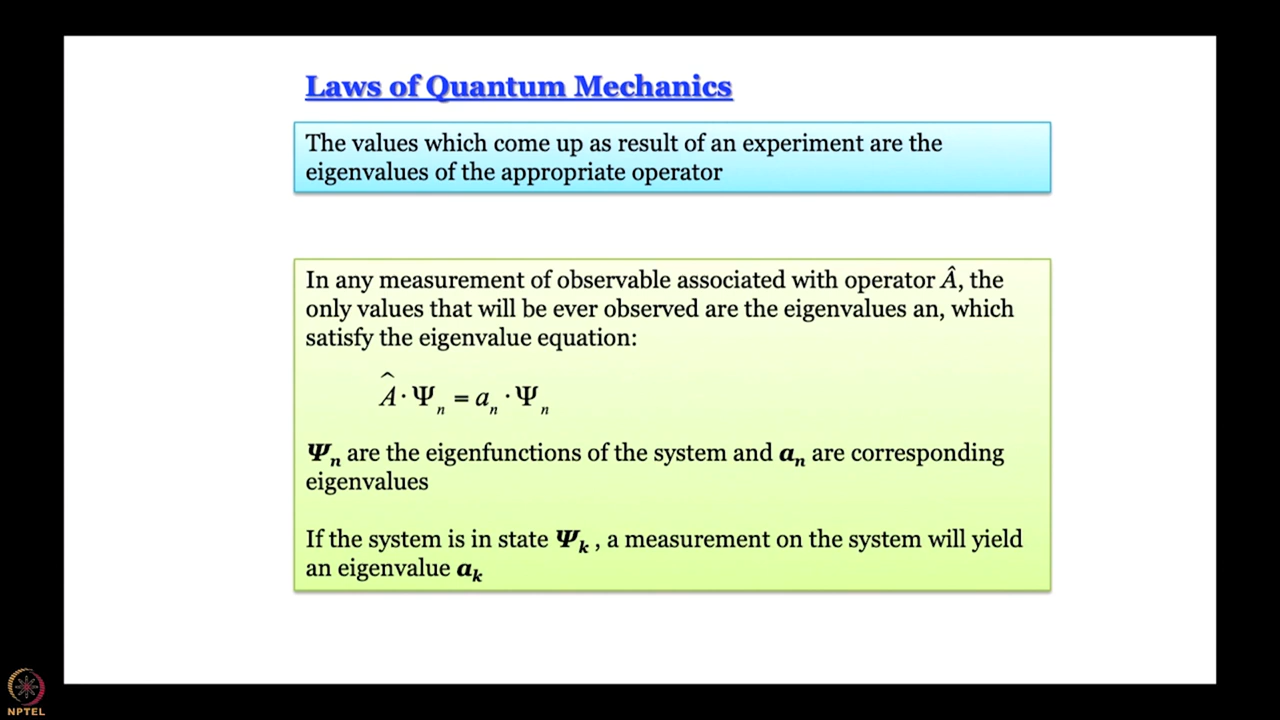 Laws of Quantum Mechanics
The values which come up as result of an experiment are the
eigenvalues of the appropriate operator
In any measurement of observable associated with operator Â, the
only values that will be ever observed are the eigenvalues an, which
satisfy the eigenvalue equation:
Â · Ψₙ = aₙ · Ψₙ
Ψₙ are the eigenfunctions of the system and aₙ are corresponding
eigenvalues
If the system is in state Ψₖ , a measurement on the system will yield
an eigenvalue aₖ
NPTEL